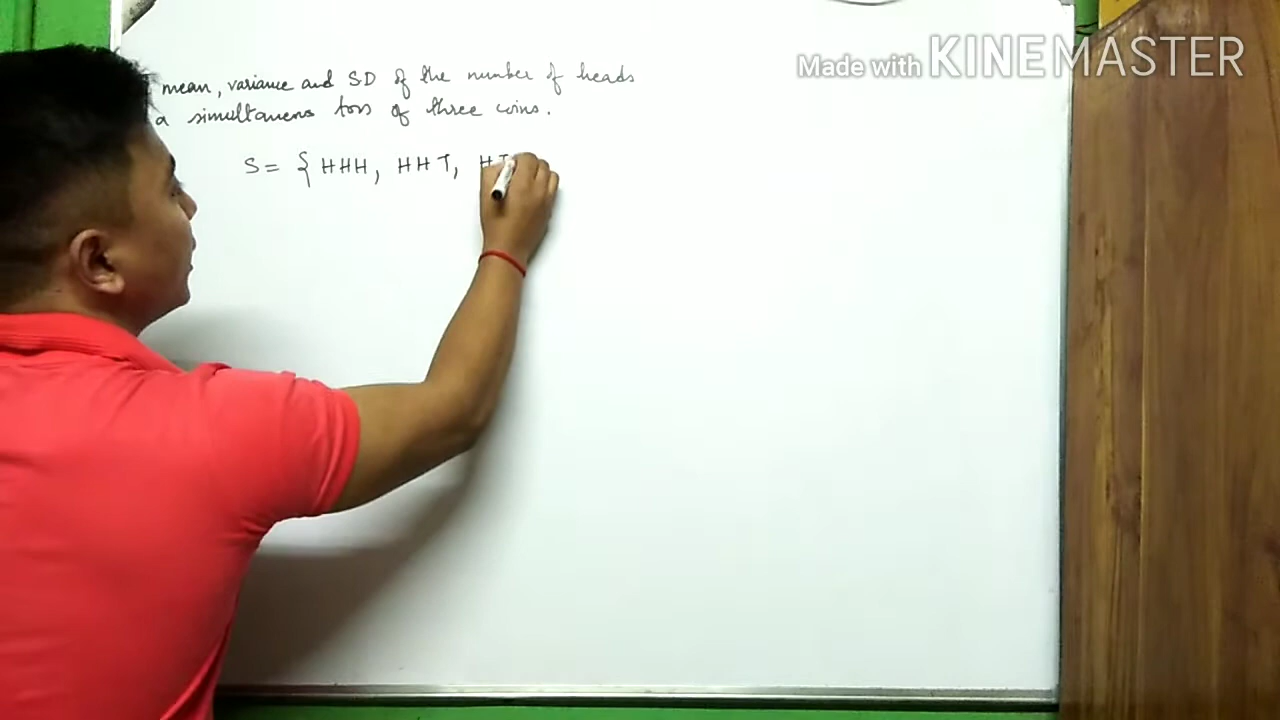 Made with KINEMASTER
mean, variance and SD of the number of heads
a simultaneous toss of three coins.
S = { HHH, HHT, HT